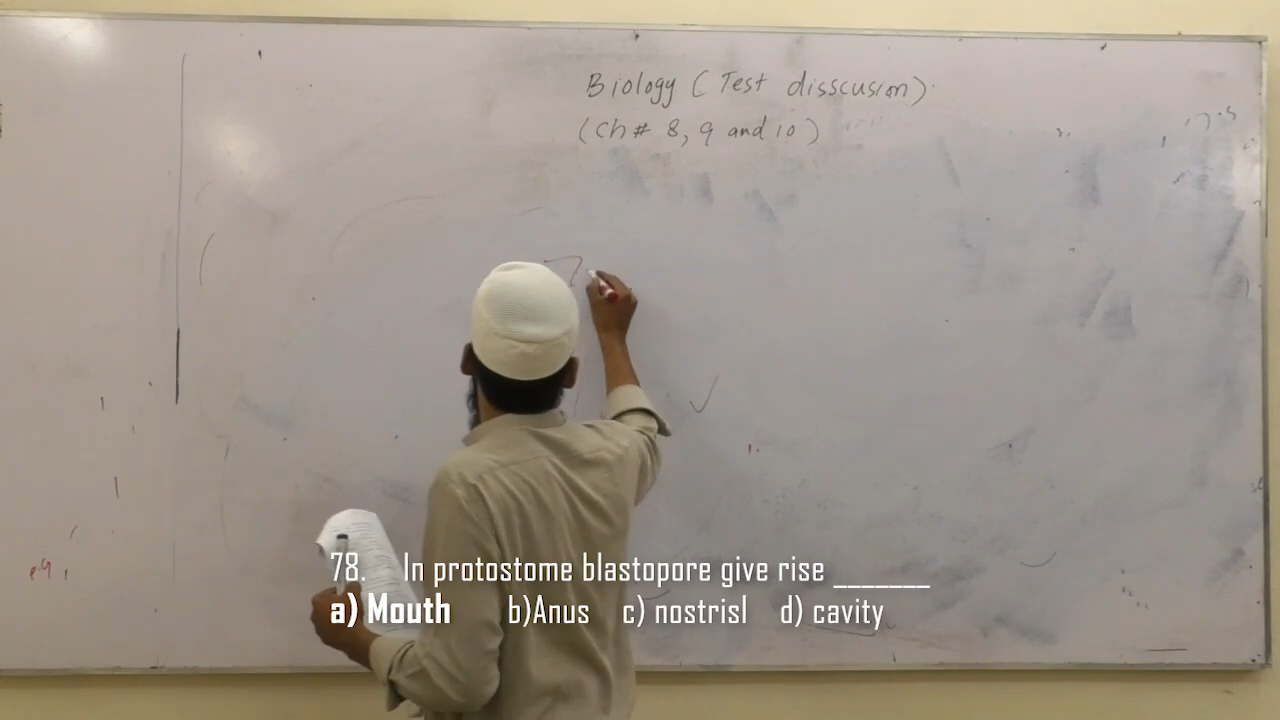 Biology ( Test disscusion)
(Ch# 8, 9 and 10 )
78. In protostome blastopore give rise _______
a) Mouth b)Anus c) nostrisl d) cavity